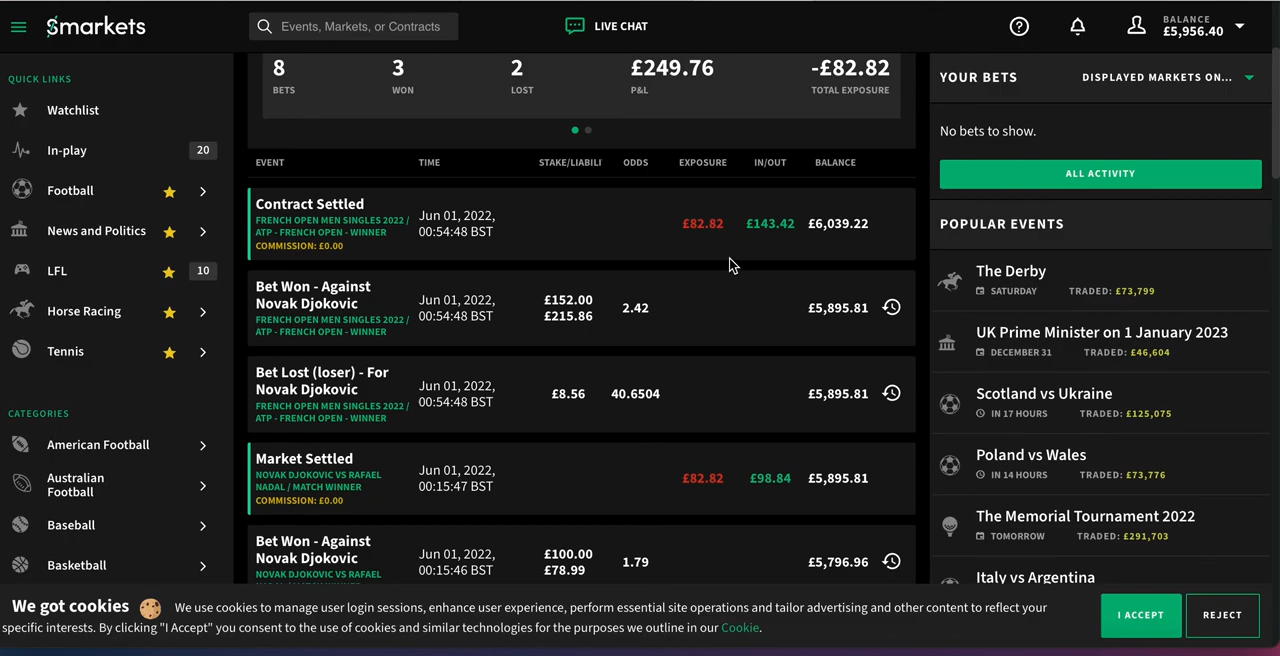 Smarkets
Events, Markets, or Contracts
LIVE CHAT
BALANCE
£5,956.40
QUICK LINKS
Watchlist
In-play
20
Football
News and Politics
LFL
10
Horse Racing
Tennis
CATEGORIES
American Football
Australian
Football
Baseball
Basketball
8
3
2
£249.76
-£82.82
BETS
WON
LOST
P&L
TOTAL EXPOSURE
EVENT
TIME
STAKE/LIABILI
ODDS
EXPOSURE
IN/OUT
BALANCE
Contract Settled
FRENCH OPEN MEN SINGLES 2022 /
ATP - FRENCH OPEN - WINNER
COMMISSION: £0.00
Jun 01, 2022,
00:54:48 BST
£82.82
£143.42
£6,039.22
Bet Won - Against
Novak Djokovic
FRENCH OPEN MEN SINGLES 2022 /
ATP - FRENCH OPEN - WINNER
Jun 01, 2022,
00:54:48 BST
£152.00
£215.86
2.42
£5,895.81
Bet Lost (loser) - For
Novak Djokovic
FRENCH OPEN MEN SINGLES 2022 /
ATP - FRENCH OPEN - WINNER
Jun 01, 2022,
00:54:48 BST
£8.56
40.6504
£5,895.81
Market Settled
NOVAK DJOKOVIC VS RAFAEL
NADAL / MATCH WINNER
COMMISSION: £0.00
Jun 01, 2022,
00:15:47 BST
£82.82
£98.84
£5,895.81
Bet Won - Against
Novak Djokovic
NOVAK DJOKOVIC VS RAFAEL
NADAL / MATCH WINNER
Jun 01, 2022,
00:15:46 BST
£100.00
£78.99
1.79
£5,796.96
YOUR BETS
DISPLAYED MARKETS ON...
No bets to show.
ALL ACTIVITY
POPULAR EVENTS
The Derby
SATURDAY
TRADED: £73,799
UK Prime Minister on 1 January 2023
DECEMBER 31
TRADED: £46,604
Scotland vs Ukraine
IN 17 HOURS
TRADED: £125,075
Poland vs Wales
IN 14 HOURS
TRADED: £73,776
The Memorial Tournament 2022
TOMORROW
TRADED: £291,703
Italy vs Argentina
We got cookies
We use cookies to manage user login sessions, enhance user experience, perform essential site operations and tailor advertising and other content to reflect your
specific interests. By clicking "I Accept" you consent to the use of cookies and similar technologies for the purposes we outline in our Cookie.
I ACCEPT
REJECT